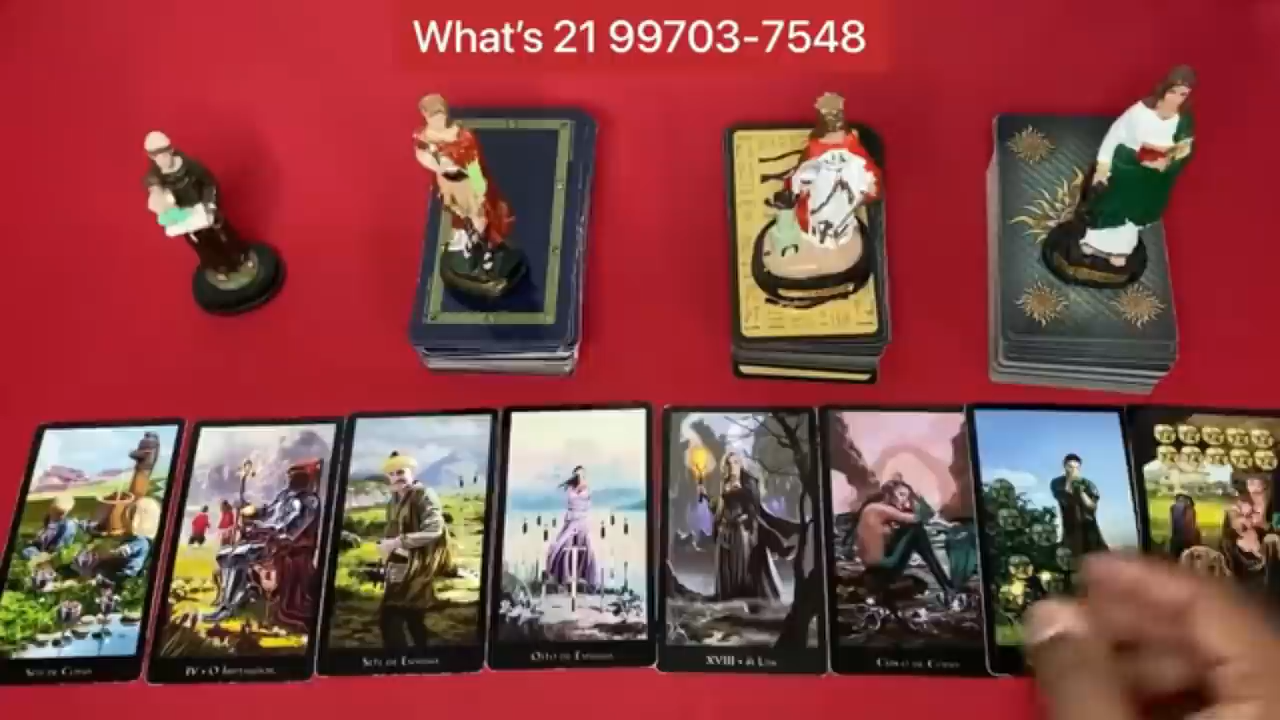 What's 21 99703-7548
Sete de Copas
IV • O Imperador
Sete de Espadas
Oito de Espadas
XVIII • A Lua
Cinco de Copas